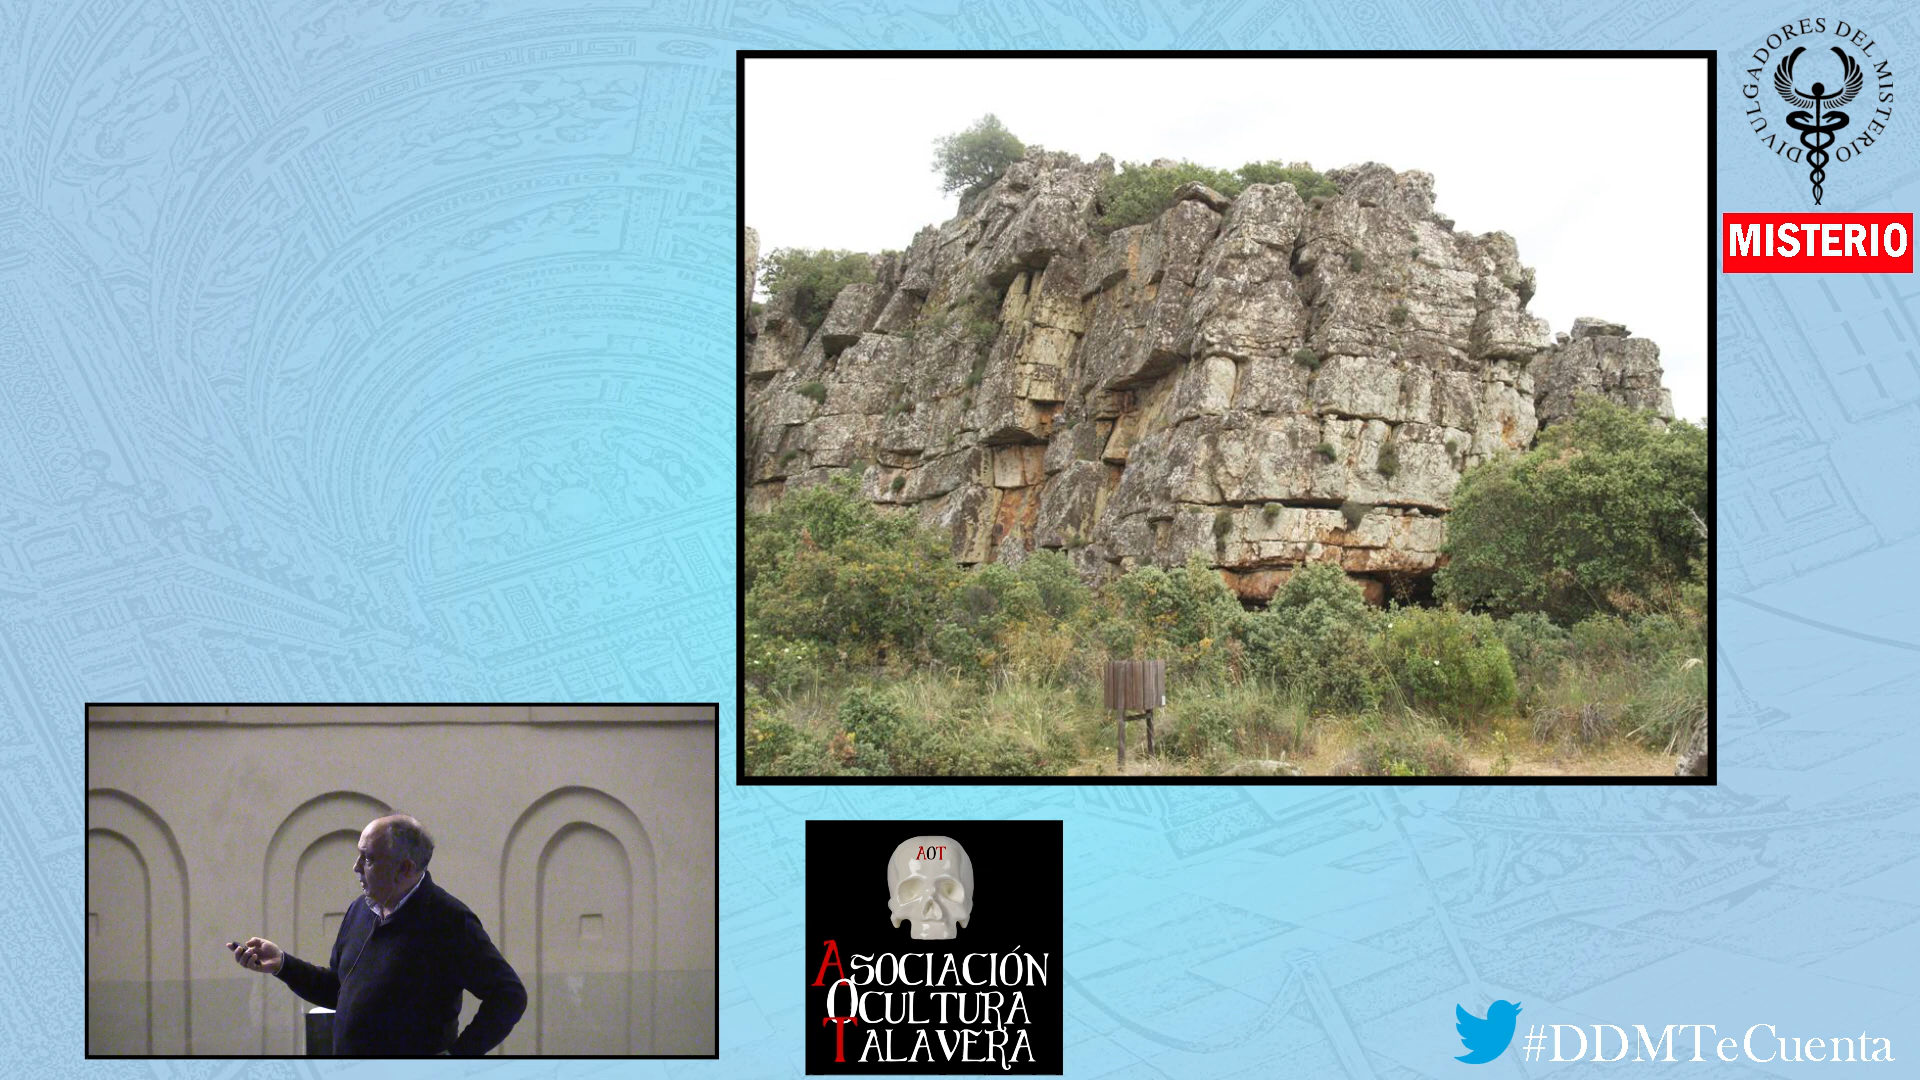 DIVULGADORES DEL MISTERIO
MISTERIO
AOT
ASOCIACIÓN
OCULTURA
TALAVERA
#DDMTeCuenta